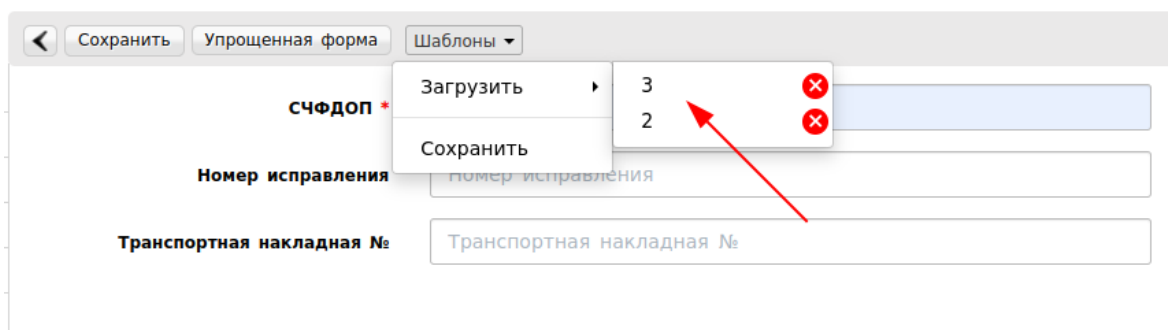 Сохранить Упрощенная форма Шаблоны
Загрузить 3
СЧФДОП *
2
Сохранить
Номер исправления Номер исправления
Транспортная накладная № Транспортная накладная №